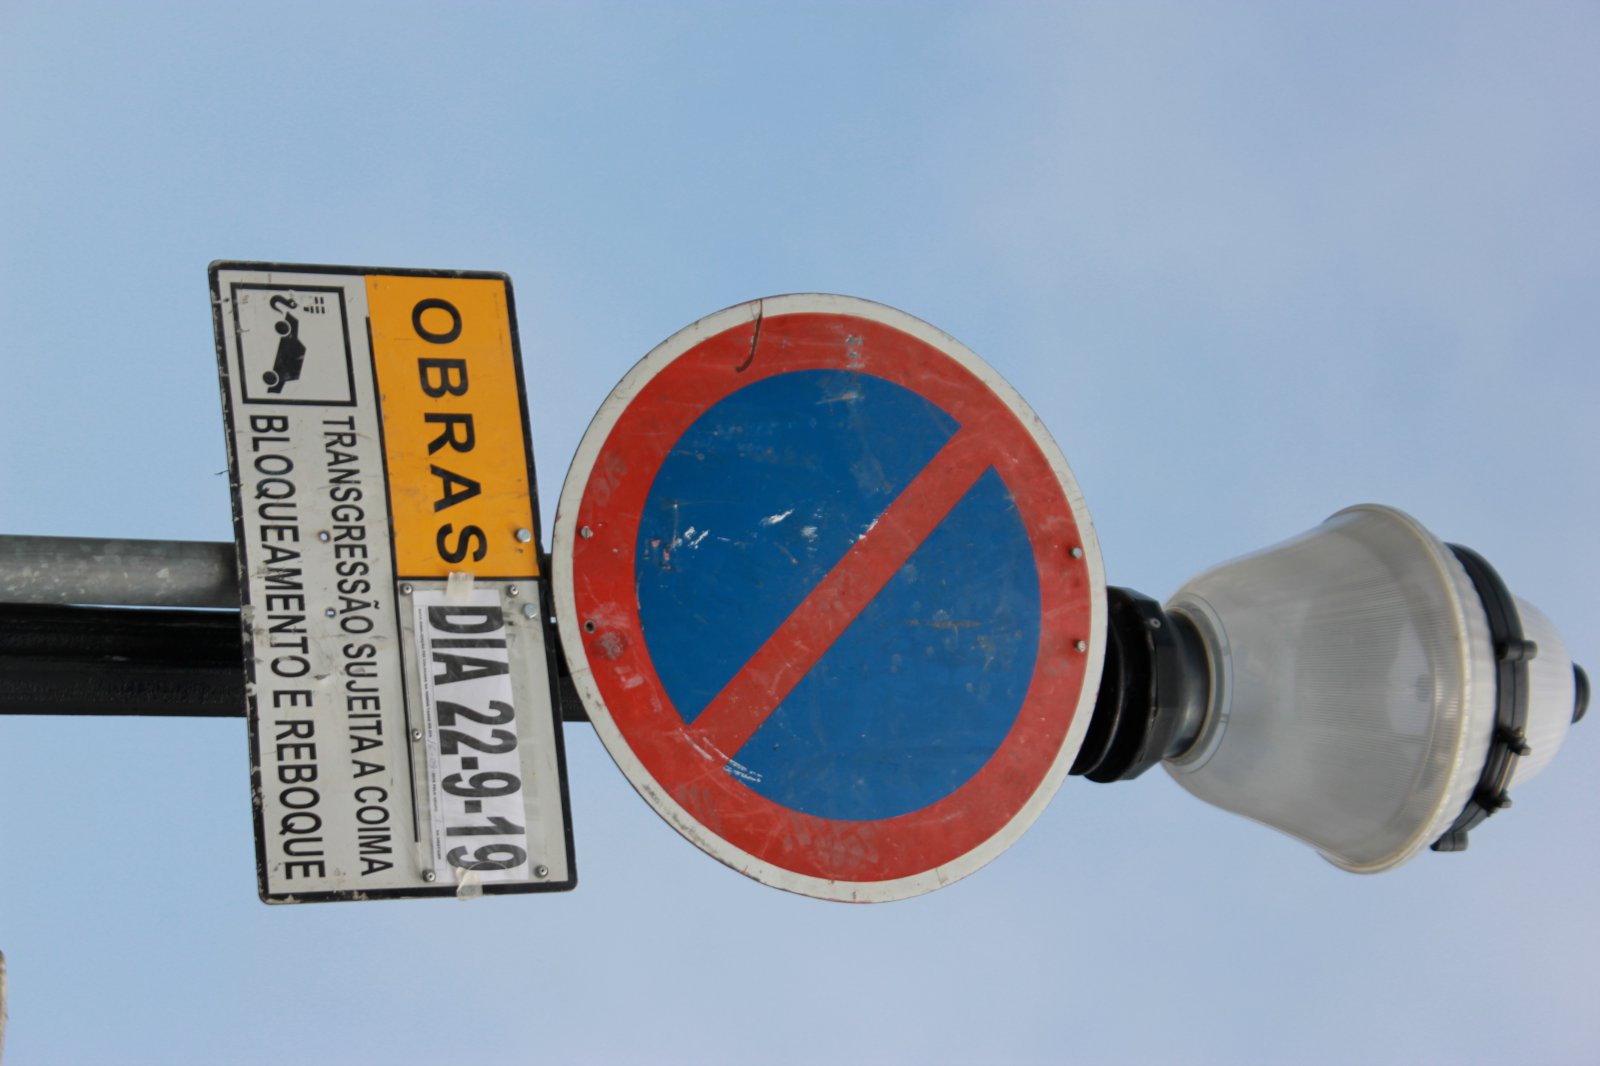 OBRAS
DIA 22-9-19
TRANSGRESSÃO SUJEITA A COIMA
BLOQUEAMENTO E REBOQUE